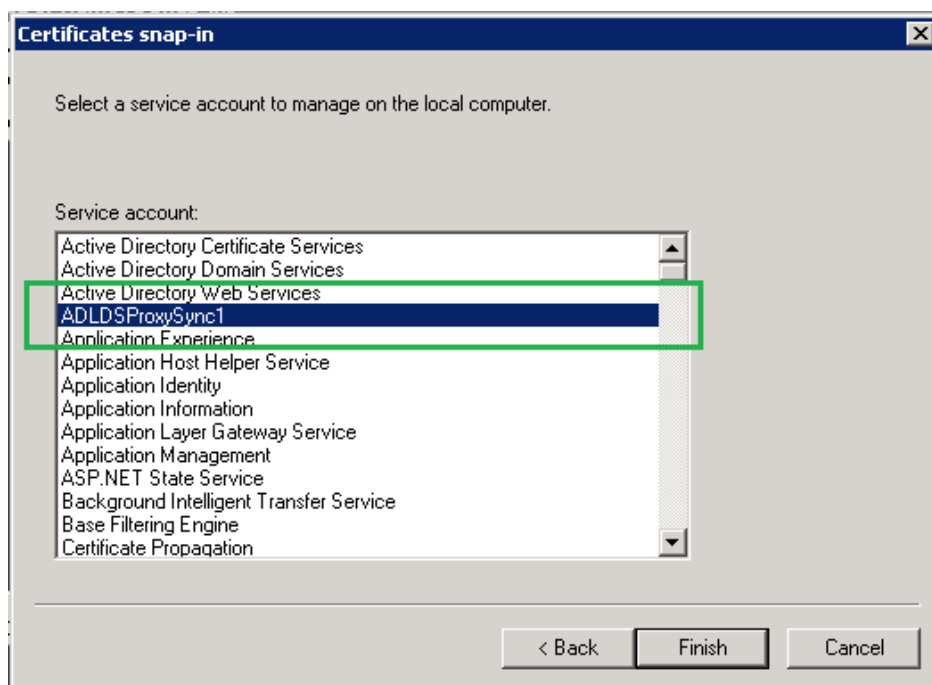 Certificates snap-in
Select a service account to manage on the local computer.
Service account:
Active Directory Certificate Services
Active Directory Domain Services
Active Directory Web Services
ADLDSProxySync1
Application Experience
Application Host Helper Service
Application Identity
Application Information
Application Layer Gateway Service
Application Management
ASP.NET State Service
Background Intelligent Transfer Service
Base Filtering Engine
Certificate Propagation
< Back Finish Cancel